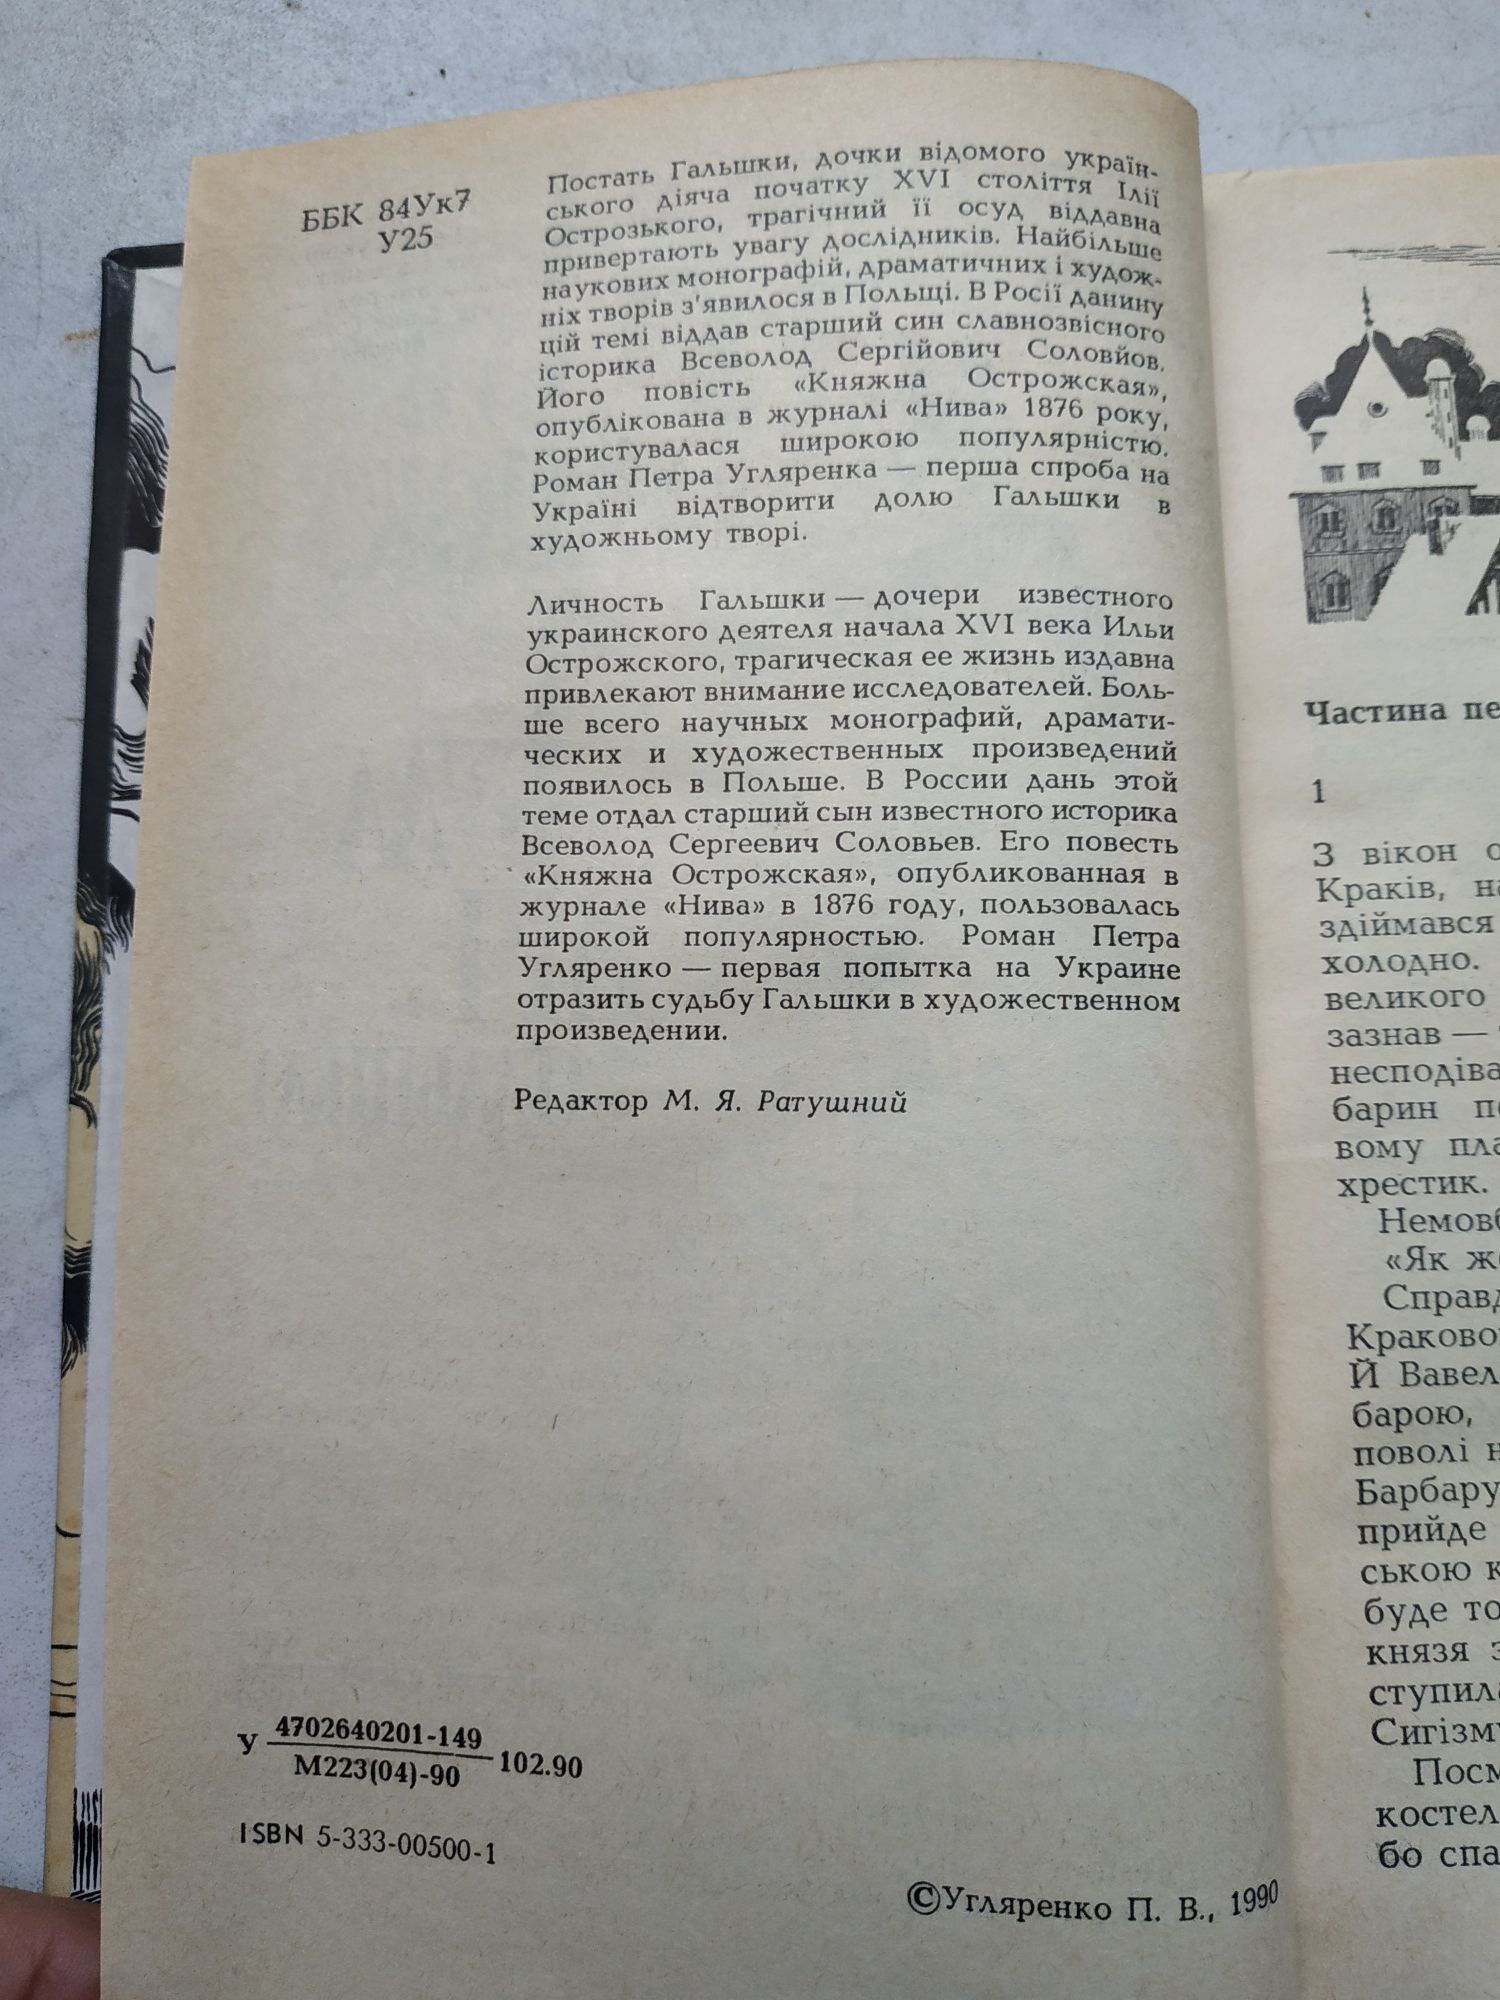 ББК 84Ук7
У25
Постать Гальшки, дочки відомого україн-
ського діяча початку XVI століття Ілії
Острозького, трагічний її осуд віддавна
привертають увагу дослідників. Найбільше
наукових монографій, драматичних і худож-
ніх творів з'явилося в Польщі. В Росії данину
цій темі віддав старший син славнозвісного
історика Всеволод Сергійович Соловйов.
Його повість «Княжна Острожская»,
опублікована в журналі «Нива» 1876 року,
користувалася широкою популярністю.
Роман Петра Угляренка — перша спроба на
Україні відтворити долю Гальшки в
художньому творі.
Личность Гальшки — дочери известного
украинского деятеля начала XVI века Ильи
Острожского, трагическая ее жизнь издавна
привлекают внимание исследователей. Боль-
ше всего научных монографий, драмати-
ческих и художественных произведений
появилось в Польше. В России дань этой
теме отдал старший сын известного историка
Всеволод Сергеевич Соловьев. Его повесть
«Княжна Острожская», опубликованная в
журнале «Нива» в 1876 году, пользовалась
широкой популярностью. Роман Петра
Угляренко — первая попытка на Украине
отразить судьбу Гальшки в художественном
произведении.
Редактор М. Я. Ратушний
У 4702640201-149
М223(04)-90 102.90
ISBN 5-333-00500-1
©Угляренко П. В., 1990
Частина пе
1
З вікон
Краків,
здіймався
холодно.
великого
зазнав —
несподіва
барин
вому пла
хрестик.
Немовб
«Як
Справд
Краково
Й Вавел
барою,
поволі
Барбару
прийде
ською
буде то
князя
ступила
Сигізм
Посм
костел
бо спа